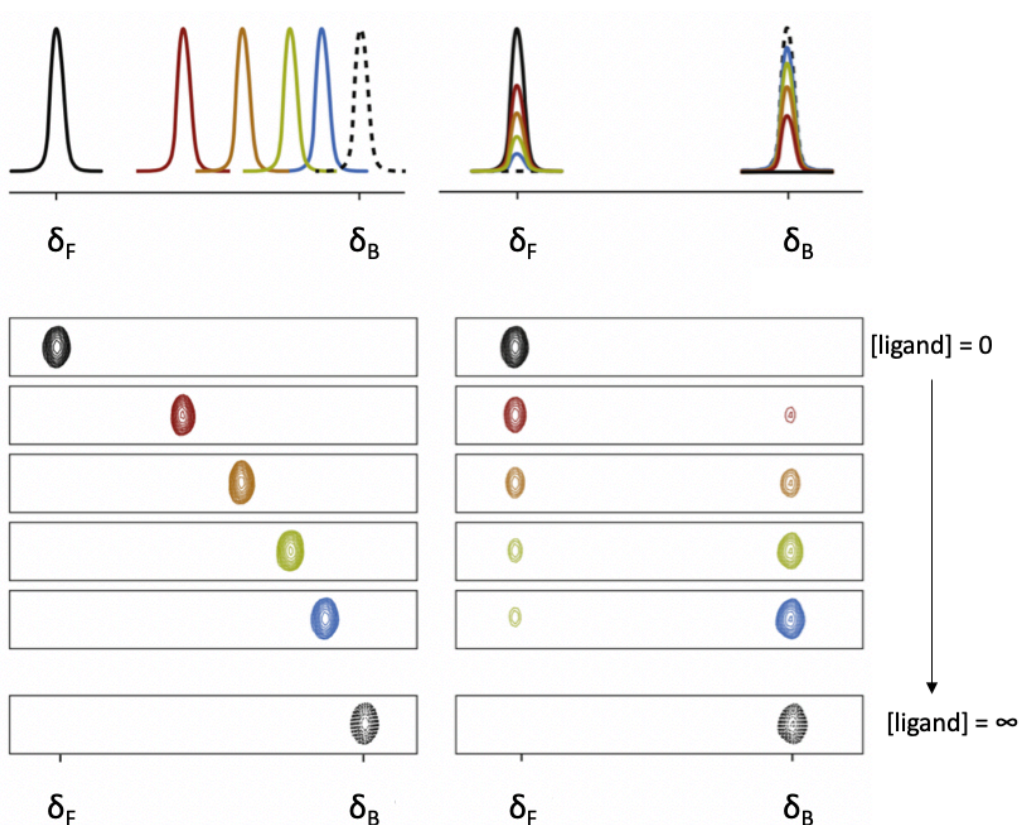 δF δB δF δB
[ligand] = 0
[ligand] = ∞
δF δB δF δB